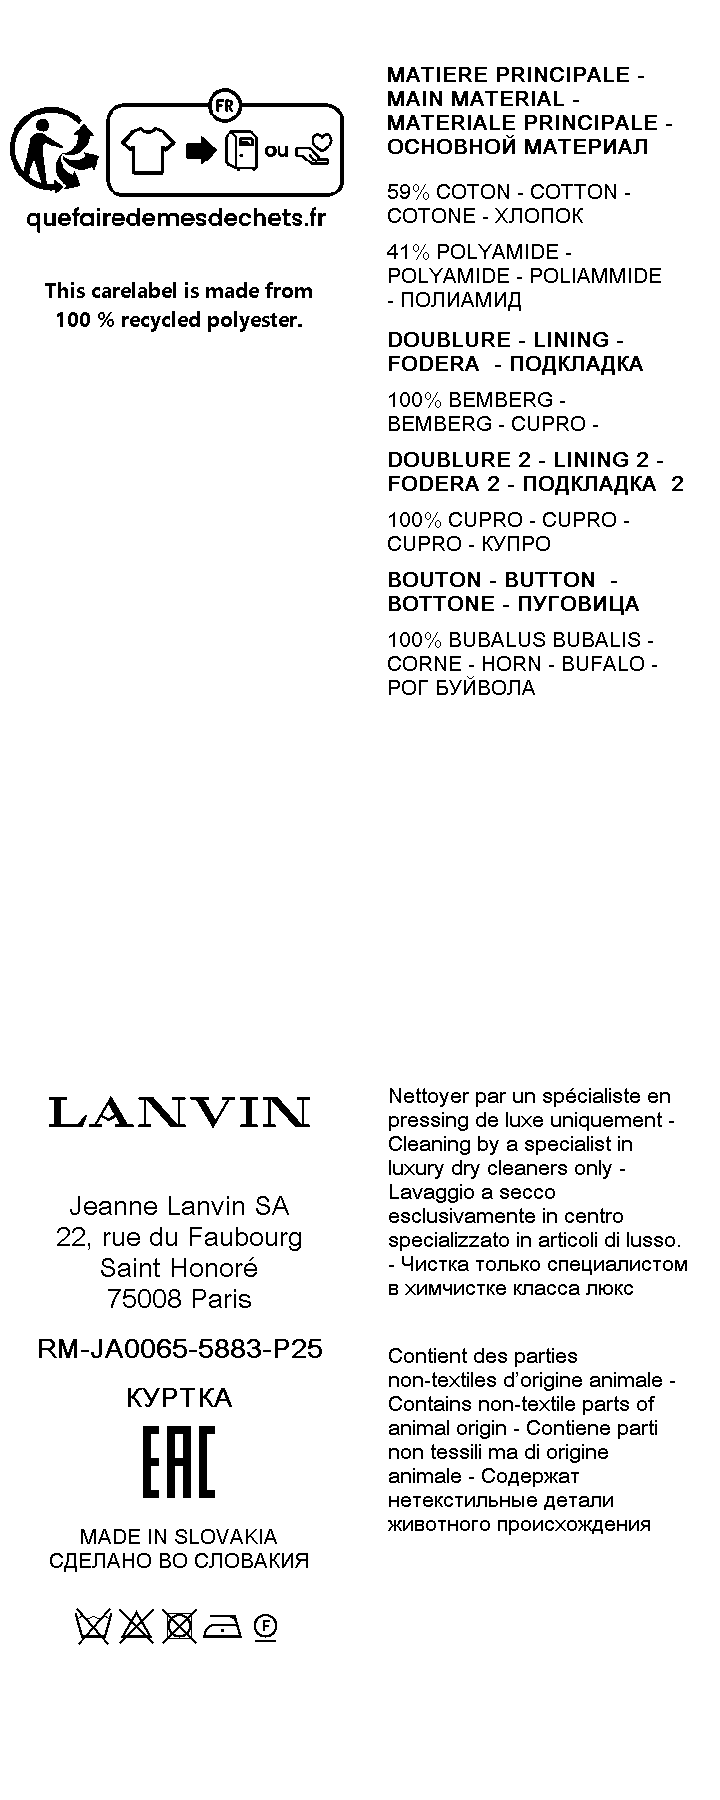 FR
ou
quefairedemesdechets.fr
This carelabel is made from
100 % recycled polyester.
MATIERE PRINCIPALE -
MAIN MATERIAL -
MATERIALE PRINCIPALE -
ОСНОВНОЙ МАТЕРИАЛ
59% COTON - COTTON -
COTONE - ХЛОПОК
41% POLYAMIDE -
POLYAMIDE - POLIAMMIDE
- ПОЛИАМИД
DOUBLURE - LINING -
FODERA - ПОДКЛАДКА
100% BEMBERG -
BEMBERG - CUPRO -
DOUBLURE 2 - LINING 2 -
FODERA 2 - ПОДКЛАДКА 2
100% CUPRO - CUPRO -
CUPRO - КУПРО
BOUTON - BUTTON -
BOTTONE - ПУГОВИЦА
100% BUBALUS BUBALIS -
CORNE - HORN - BUFALO -
РОГ БУЙВОЛА
LANVIN
Jeanne Lanvin SA
22, rue du Faubourg
Saint Honoré
75008 Paris
RM-JA0065-5883-P25
КУРТКА
EAC
MADE IN SLOVAKIA
СДЕЛАНО ВО СЛОВАКИЯ
F
Nettoyer par un spécialiste en
pressing de luxe uniquement -
Cleaning by a specialist in
luxury dry cleaners only -
Lavaggio a secco
esclusivamente in centro
specializzato in articoli di lusso.
- Чистка только специалистом
в химчистке класса люкс
Contient des parties
non-textiles d’origine animale -
Contains non-textile parts of
animal origin - Contiene parti
non tessili ma di origine
animale - Содержат
нетекстильные детали
животного происхождения